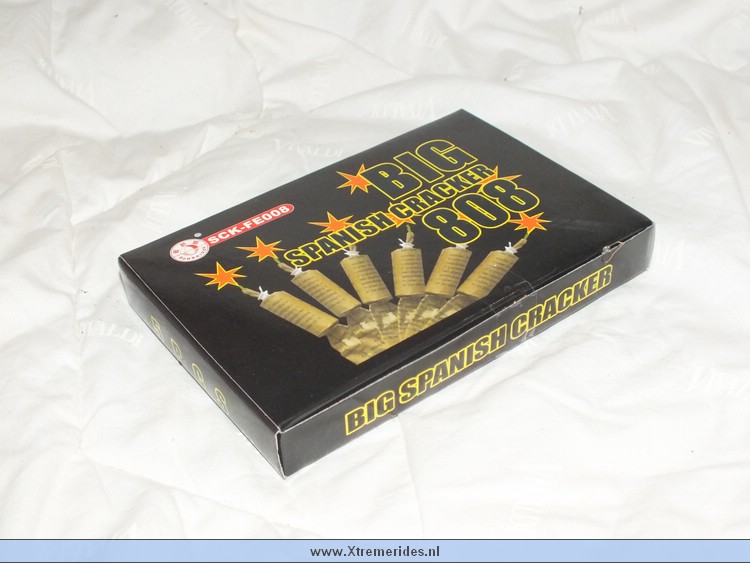 BIG
SPANISH CRACKER
808
SCK-FE008
BIG SPANISH CRACKER
www.Xtremerides.nl